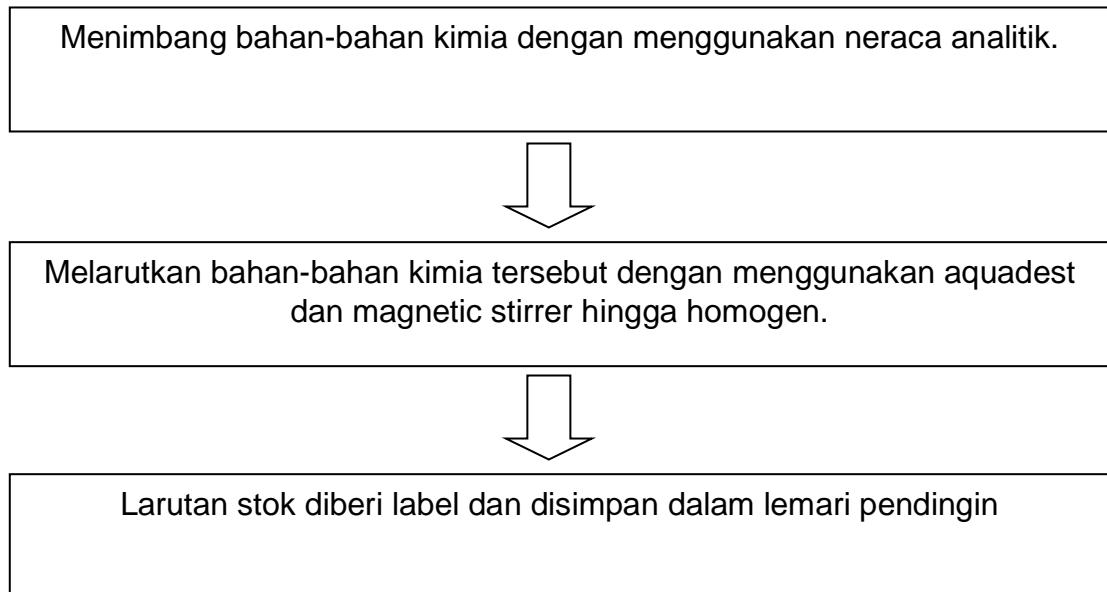 Menimbang bahan-bahan kimia dengan menggunakan neraca analitik.
Melarutkan bahan-bahan kimia tersebut dengan menggunakan aquadest
dan magnetic stirrer hingga homogen.
Larutan stok diberi label dan disimpan dalam lemari pendingin